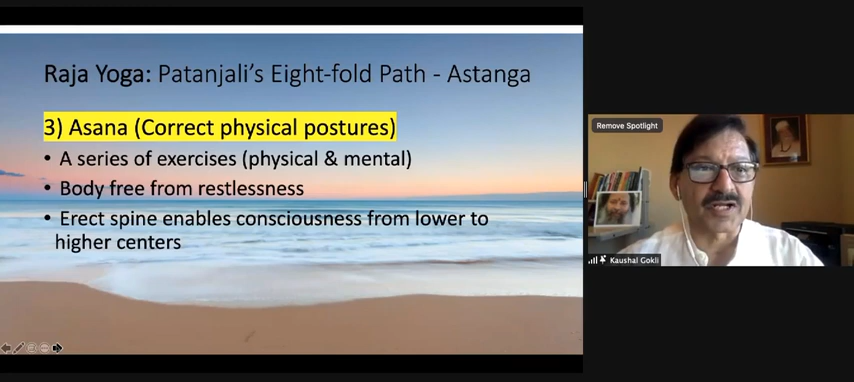 Raja Yoga: Patanjali's Eight-fold Path - Astanga
3) Asana (Correct physical postures)
• A series of exercises (physical & mental)
• Body free from restlessness
• Erect spine enables consciousness from lower to
higher centers
Remove Spotlight
Kaushal Gokli